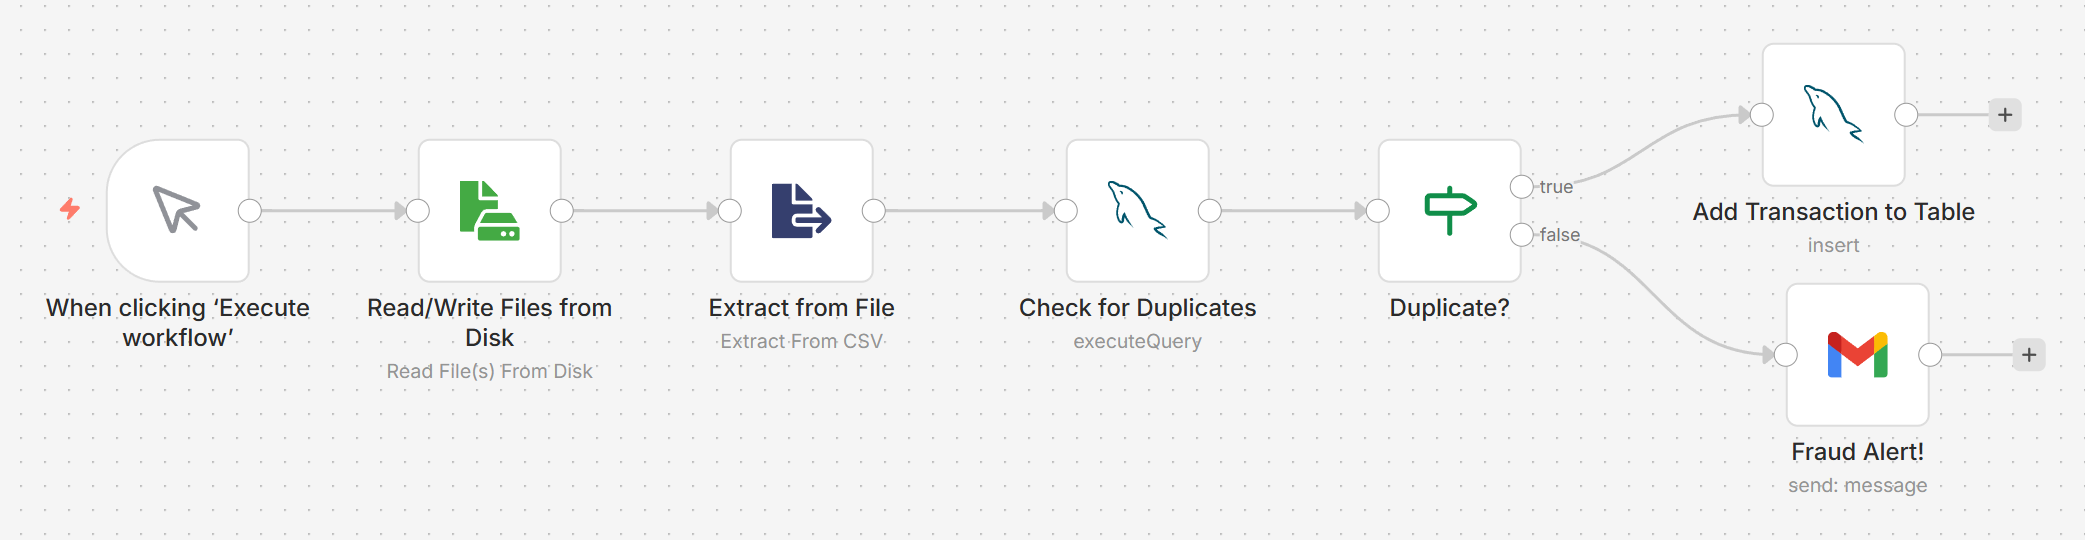 When clicking ‘Execute
workflow’
Read/Write Files from
Disk
Read File(s) From Disk
Extract from File
Extract From CSV
Check for Duplicates
executeQuery
Duplicate?
true
false
Add Transaction to Table
insert
Fraud Alert!
send: message